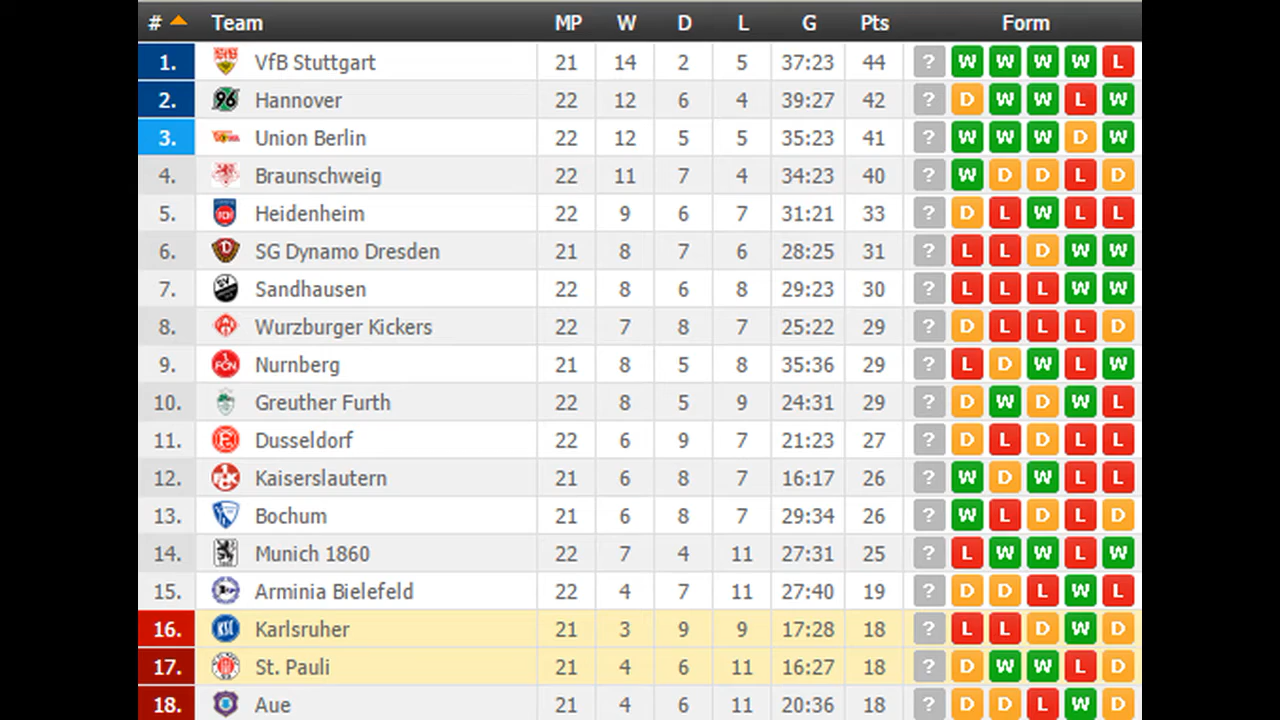 # Team MP W D L G Pts Form
1. VfB Stuttgart 21 14 2 5 37:23 44 ? W W W W L
2. Hannover 22 12 6 4 39:27 42 ? D W W L W
3. Union Berlin 22 12 5 5 35:23 41 ? W W W D W
4. Braunschweig 22 11 7 4 34:23 40 ? W D D L D
5. Heidenheim 22 9 6 7 31:21 33 ? D L W L L
6. SG Dynamo Dresden 21 8 7 6 28:25 31 ? L L D W W
7. Sandhausen 22 8 6 8 29:23 30 ? L L L W W
8. Wurzburger Kickers 22 7 8 7 25:22 29 ? D L L L D
9. Nurnberg 21 8 5 8 35:36 29 ? L D W L W
10. Greuther Furth 22 8 5 9 24:31 29 ? D W D W L
11. Dusseldorf 22 6 9 7 21:23 27 ? D L D L L
12. Kaiserslautern 21 6 8 7 16:17 26 ? W D W L L
13. Bochum 21 6 8 7 29:34 26 ? W L D L D
14. Munich 1860 22 7 4 11 27:31 25 ? L W W L W
15. Arminia Bielefeld 22 4 7 11 27:40 19 ? D D L W L
16. Karlsruher 21 3 9 9 17:28 18 ? L L D W D
17. St. Pauli 21 4 6 11 16:27 18 ? D W W L D
18. Aue 21 4 6 11 20:36 18 ? D D L W D